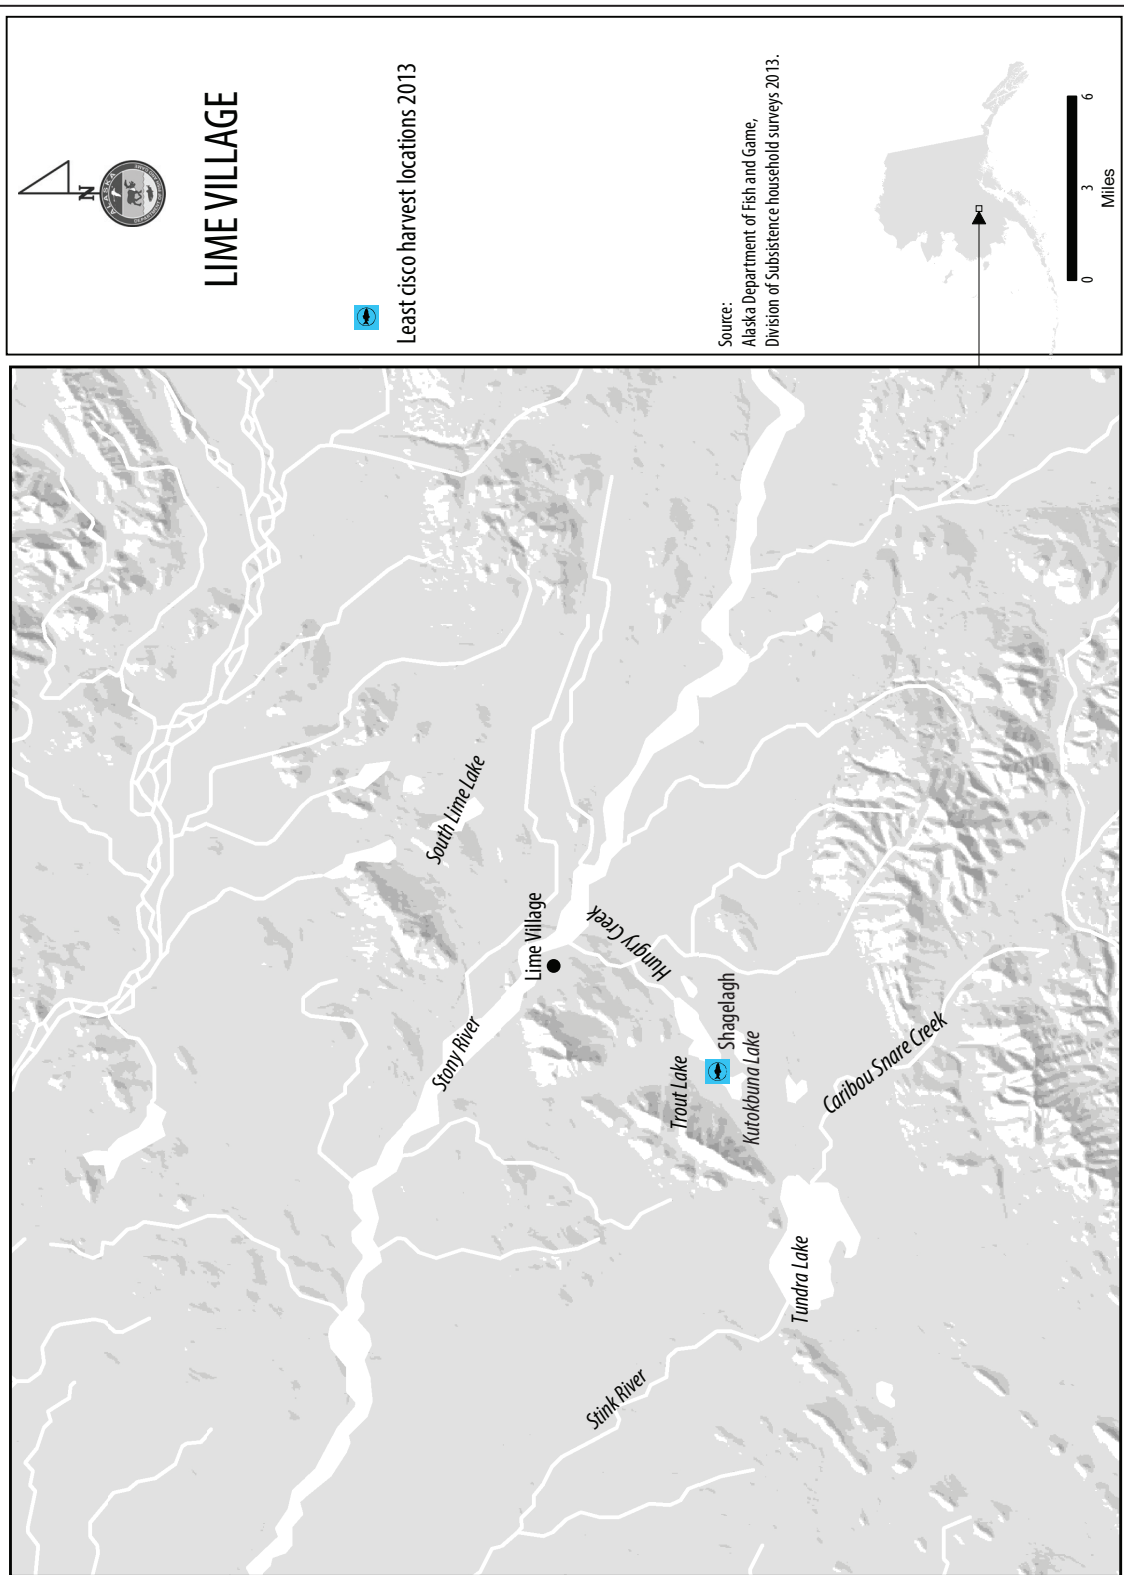 N
ALASKA
LIME VILLAGE
Least cisco harvest locations 2013
Source:
Alaska Department of Fish and Game,
Division of Subsistence household surveys 2013.
0 3 6
Miles
South Lime Lake
Lime Village
Stony River
Hungry Creek
Shagelagh
Trout Lake
Kutokbuna Lake
Caribou Snare Creek
Tundra Lake
Stink River